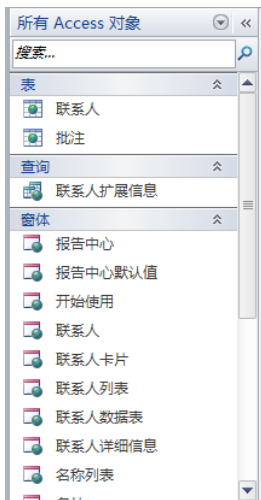 所有 Access 对象
搜索...
表
联系人
批注
查询
联系人扩展信息
窗体
报告中心
报告中心默认值
开始使用
联系人
联系人卡片
联系人列表
联系人数据表
联系人详细信息
名称列表